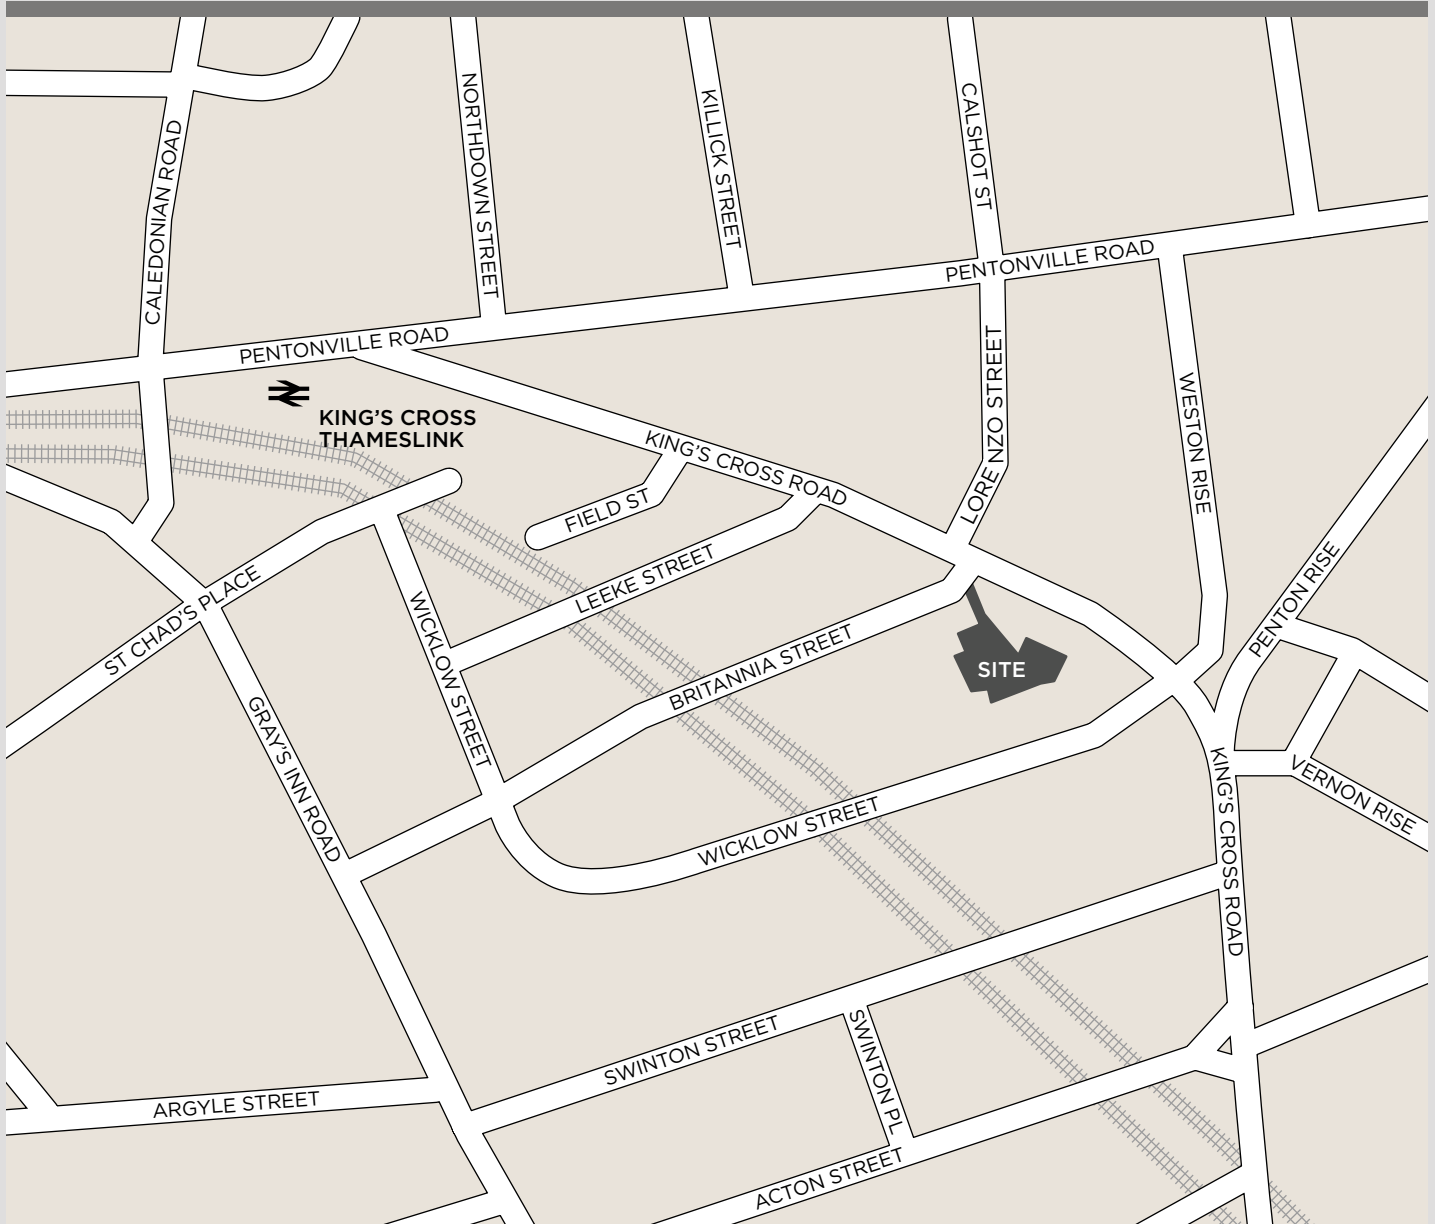 CALEDONIAN ROAD
NORTHDOWN STREET
KILLICK STREET
CALSHOT ST
PENTONVILLE ROAD
PENTONVILLE ROAD
KING'S CROSS
THAMESLINK
KING'S CROSS ROAD
LORE NZO STREET
WESTON RISE
FIELD ST
LEEKE STREET
ST CHAD'S PLACE
WICKLOW STREET
PENTON RISE
BRITANNIA STREET
SITE
GRAY'S INN ROAD
WICKLOW STREET
KING'S CROSS ROAD
VERNON RISE
SWINTON STREET
SWINTON PL
ARGYLE STREET
ACTON STREET